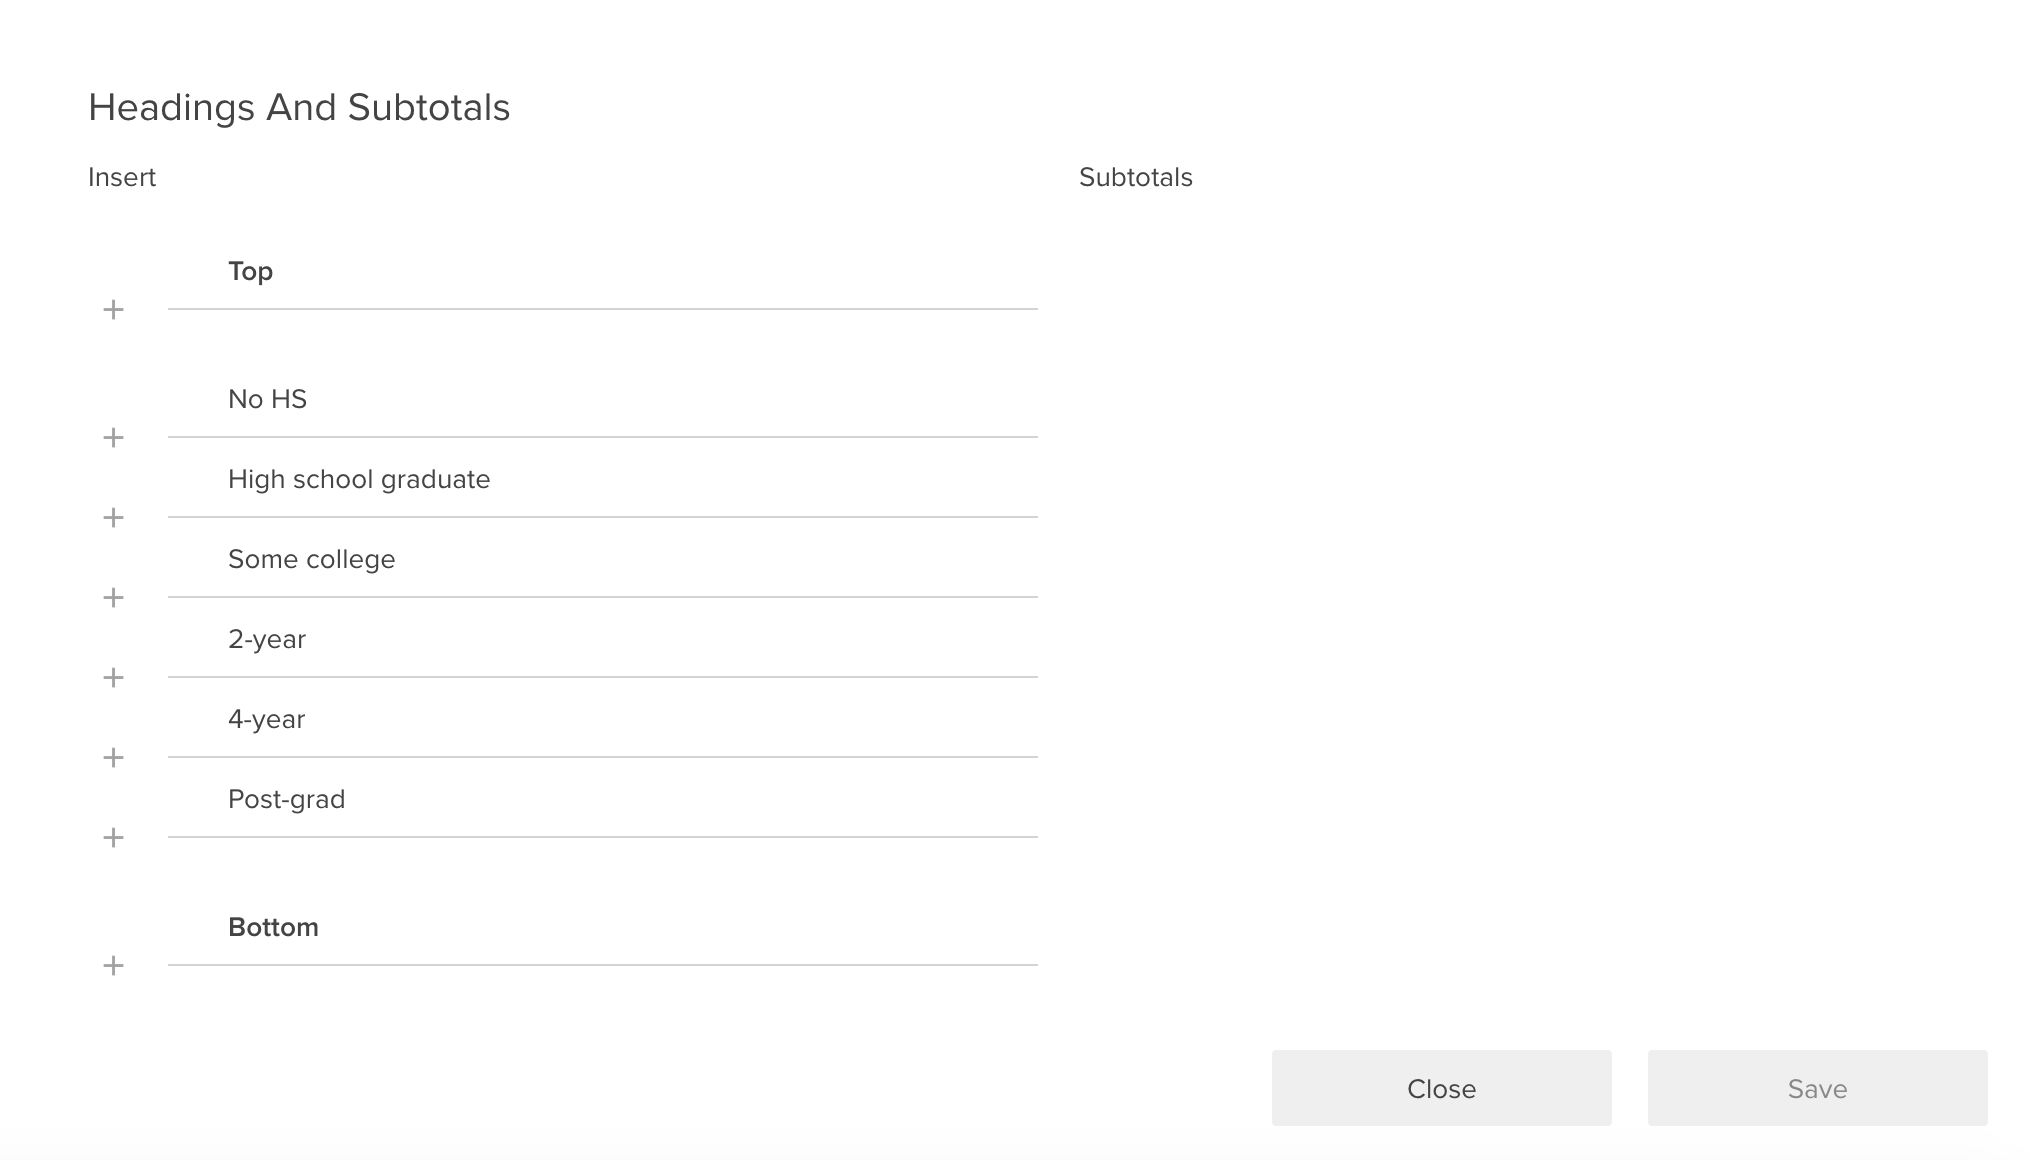 Headings And Subtotals
Insert
Subtotals
Top
+
No HS
+
High school graduate
+
Some college
+
2-year
+
4-year
+
Post-grad
+
Bottom
+
Close
Save